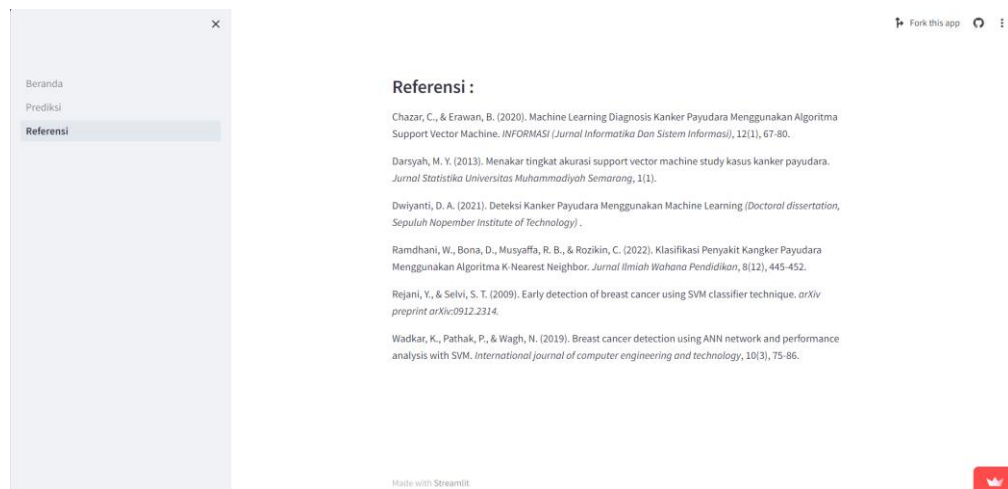 Fork this app
Beranda
Prediksi
Referensi
Referensi :
Chazar, C., & Erawan, B. (2020). Machine Learning Diagnosis Kanker Payudara Menggunakan Algoritma
Support Vector Machine. INFORMASI (Jurnal Informatika Dan Sistem Informasi), 12(1), 67-80.
Darsyah, M. Y. (2013). Menakar tingkat akurasi support vector machine study kasus kanker payudara.
Jurnal Statistika Universitas Muhammadiyah Semarang, 1(1).
Dwiyanti, D. A. (2021). Deteksi Kanker Payudara Menggunakan Machine Learning (Doctoral dissertation,
Sepuluh Nopember Institute of Technology) .
Ramdhani, W., Bona, D., Musyaffa, R. B., & Rozikin, C. (2022). Klasifikasi Penyakit Kangker Payudara
Menggunakan Algoritma K-Nearest Neighbor. Jurnal Ilmiah Wahana Pendidikan, 8(12), 445-452.
Rejani, Y., & Selvi, S. T. (2009). Early detection of breast cancer using SVM classifier technique. arXiv
preprint arXiv:0912.2314.
Wadkar, K., Pathak, P., & Wagh, N. (2019). Breast cancer detection using ANN network and performance
analysis with SVM. International journal of computer engineering and technology, 10(3), 75-86.
Made with Streamlit